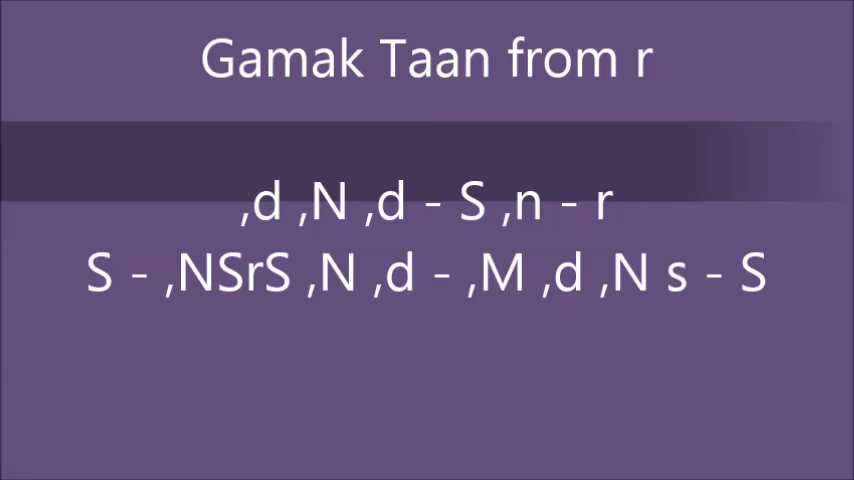 Gamak Taan from r
,d ,N ,d - S ,n - r
S - ,NSrS ,N ,d - ,M ,d ,N s - S